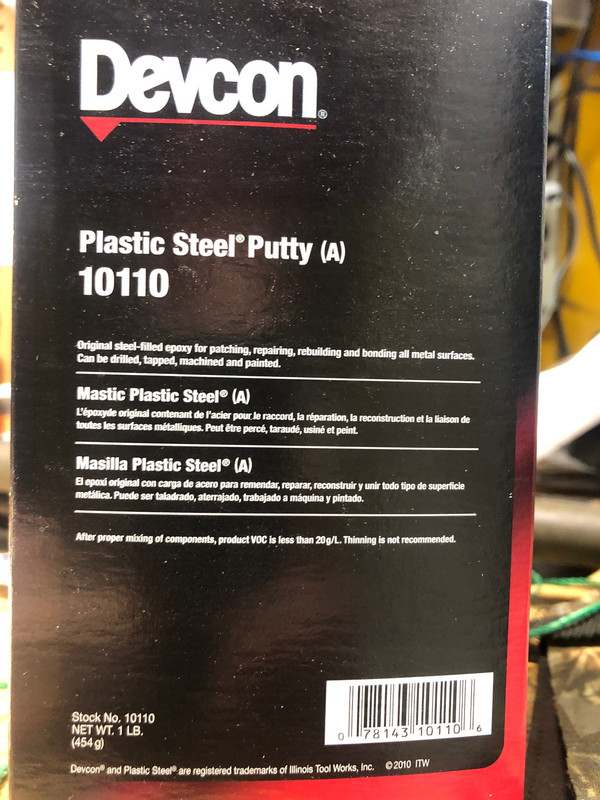 Devcon®
Plastic Steel® Putty (A)
10110
Original steel-filled epoxy for patching, repairing, rebuilding and bonding all metal surfaces.
Can be drilled, tapped, machined and painted.
Mastic Plastic Steel® (A)
L'époxyde original contenant de l'acier pour le raccord, la réparation, la reconstruction et la liaison de
toutes les surfaces métalliques. Peut être percé, taraudé, usiné et peint.
Masilla Plastic Steel® (A)
El epoxi original con carga de acero para remendar, reparar, reconstruir y unir todo tipo de superficie
metálica. Puede ser taladrado, aterrajado, trabajado a máquina y pintado.
After proper mixing of components, product VOC is less than 20g/L. Thinning is not recommended.
Stock No. 10110
NET WT. 1 LB.
(454g)
0 78143 10110 6
Devcon® and Plastic Steel® are registered trademarks of Illinois Tool Works, Inc. ©2010 ITW